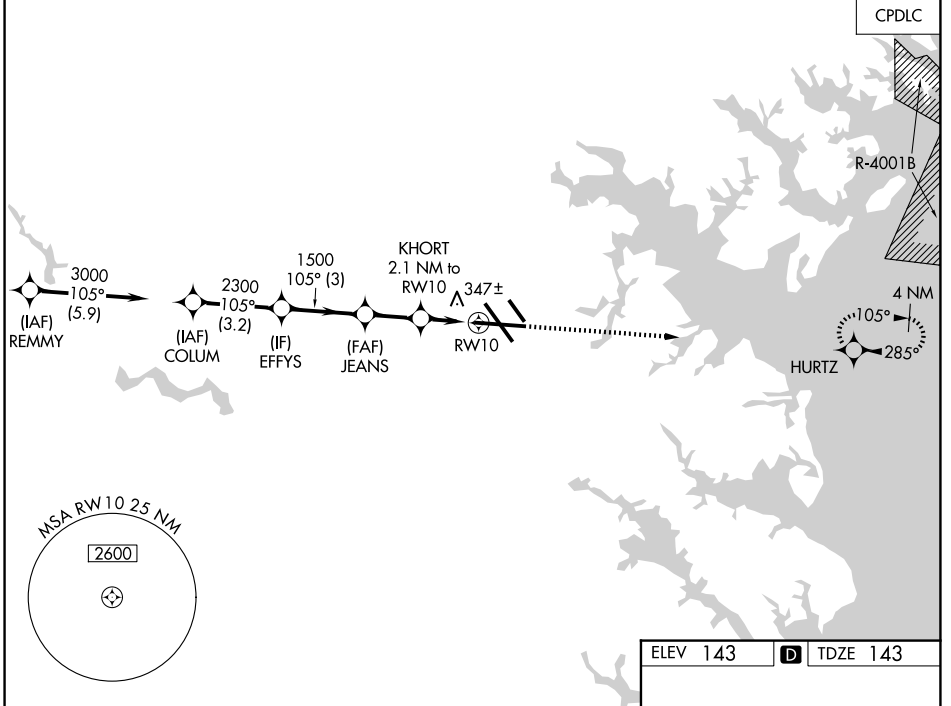 CPDLC
R-4001B
KHORT
2.1 NM to
RW10
347±
1500
105° (3)
3000
105°
(5.9)
2300
105°
(3.2)
4 NM
105°
285°
(IAF)
REMMY
(IAF)
COLUM
(IF)
EFFYS
(FAF)
JEANS
RW10
HURTZ
MSA RW10 25 NM
2600
ELEV 143 D TDZE 143